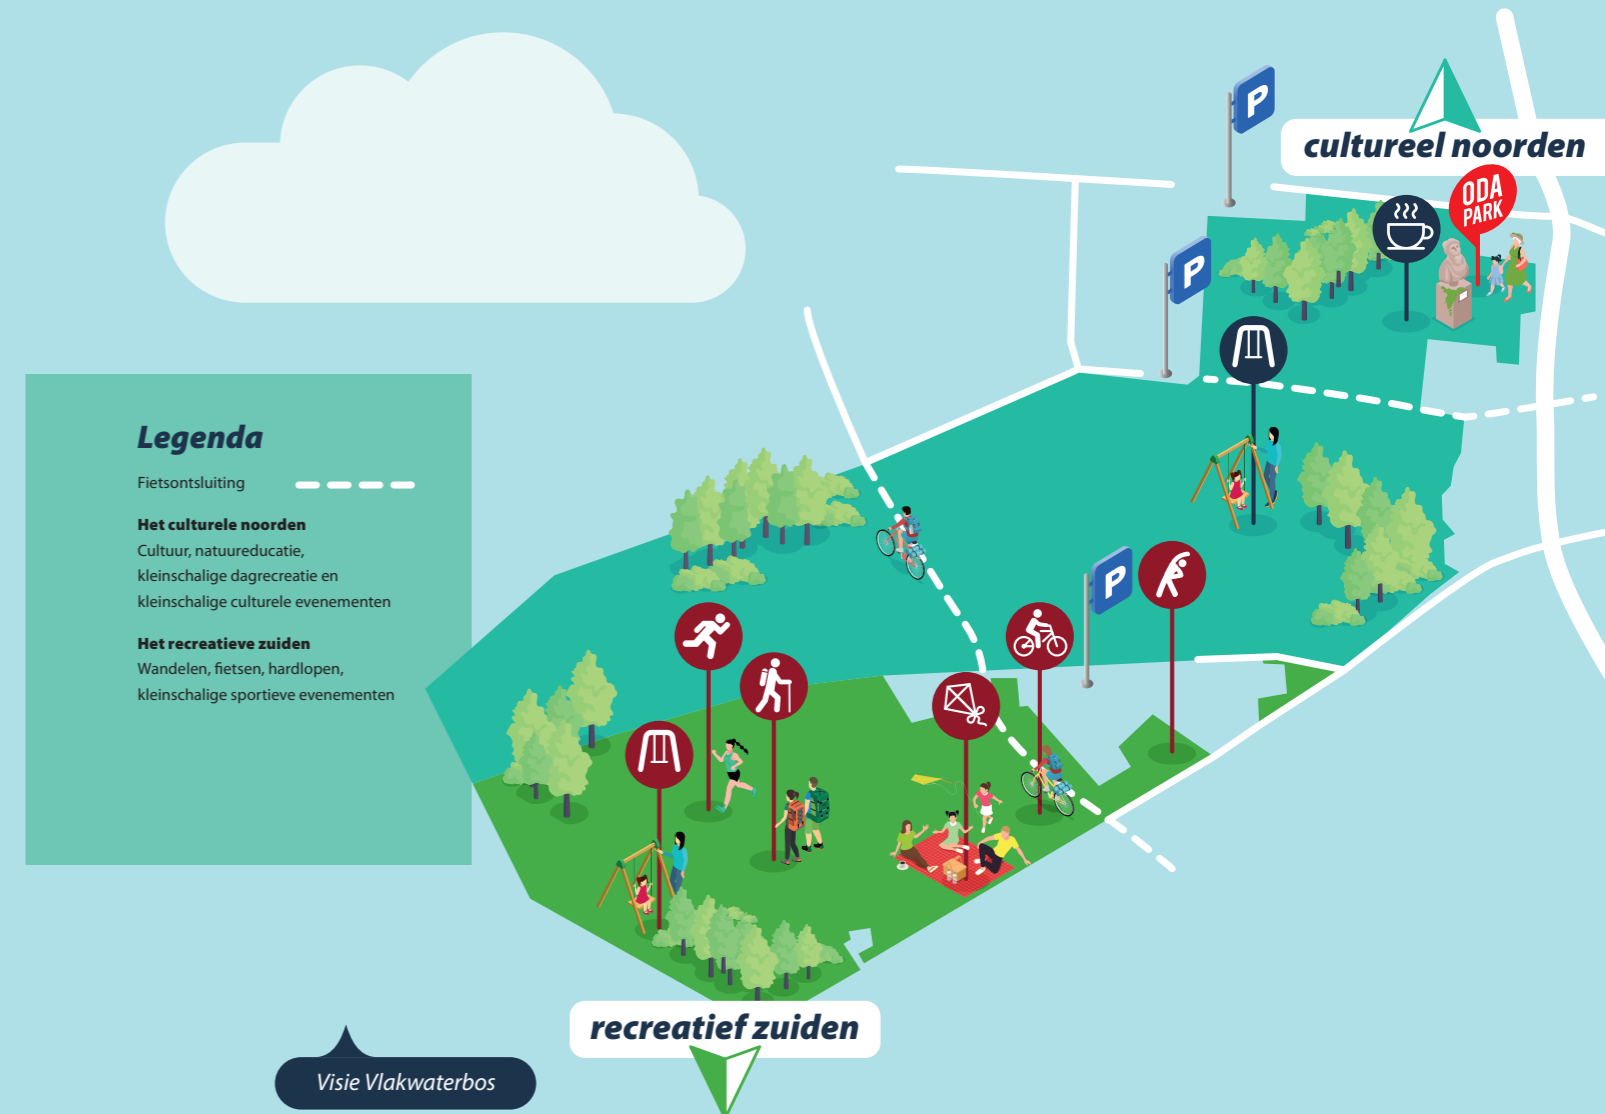 P
cultureel noorden
ODA
PARK
P
Legenda
Fietsontsluiting
Het culturele noorden
Cultuur, natuureducatie,
kleinschalige dagrecreatie en
kleinschalige culturele evenementen
Het recreatieve zuiden
Wandelen, fietsen, hardlopen,
kleinschalige sportieve evenementen
P
recreatief zuiden
Visie Vlakwaterbos